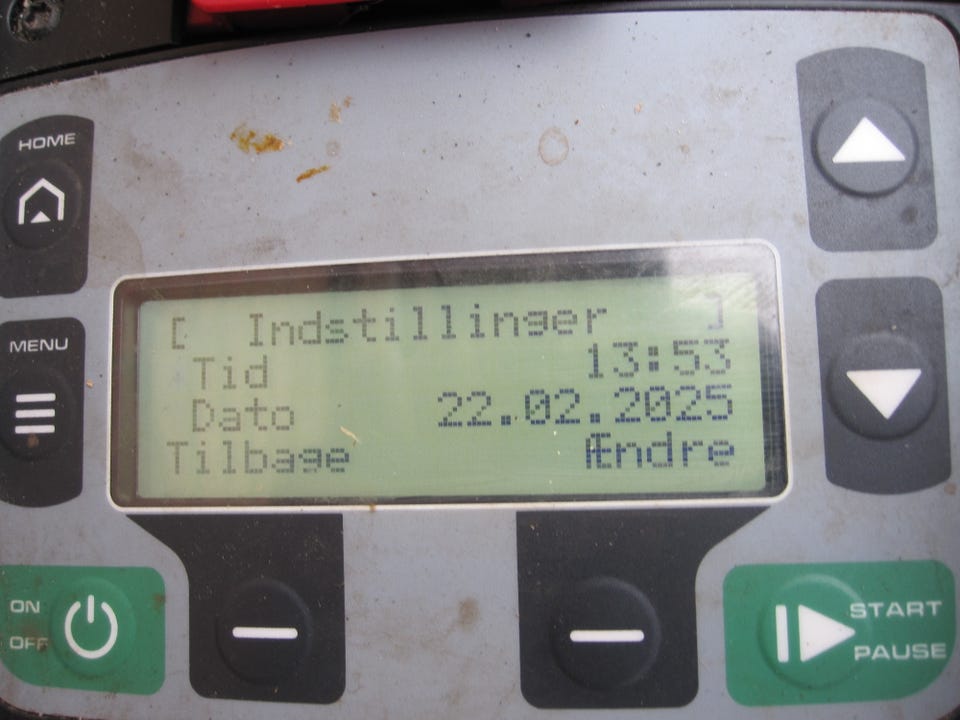 HOME
[ Indstillinger ]
MENU
Tid 13:53
Dato 22.02.2025
Tilbage Ændre
ON
OFF
START
PAUSE